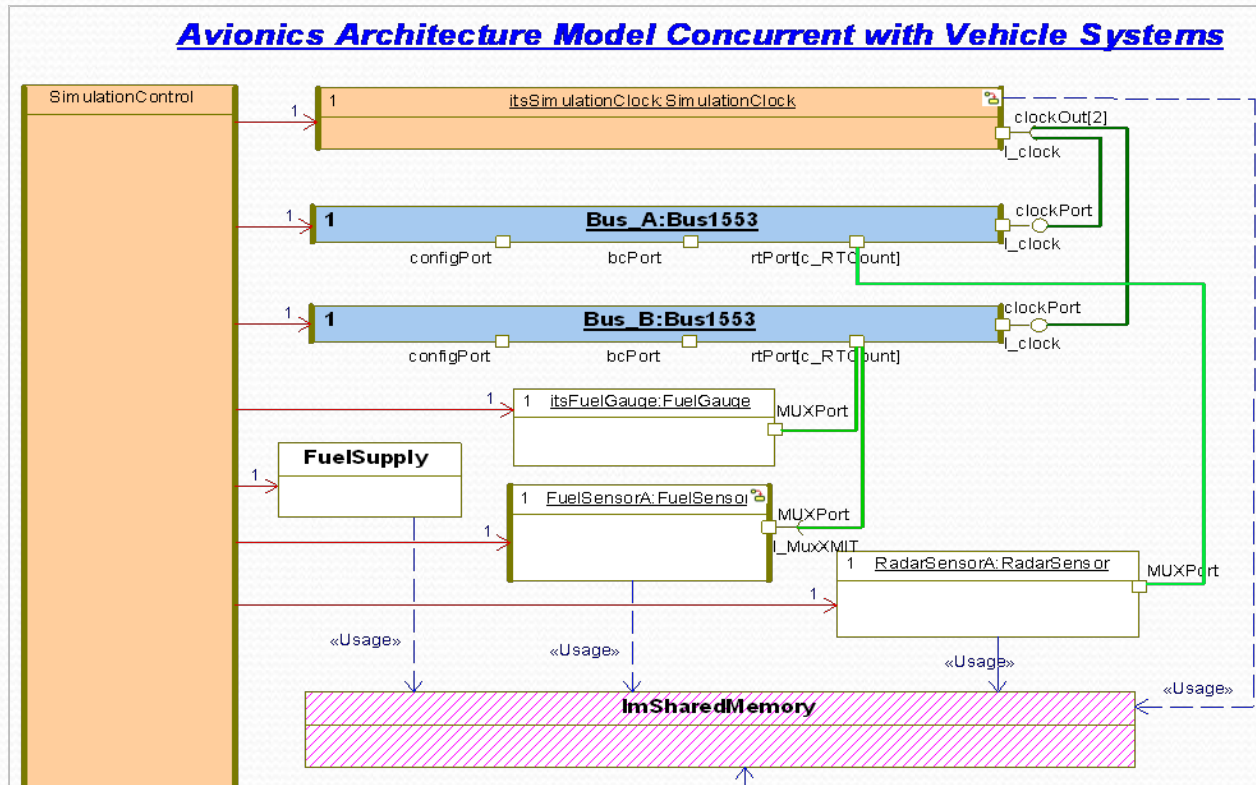 Avionics Architecture Model Concurrent with Vehicle Systems
SimulationControl
1
1 itsSimulationClock:SimulationClock
clockOut[2]
I_clock
1
1 Bus_A:Bus1553
clockPort
I_clock
configPort bcPort rtPort[c_RTCount]
1
1 Bus_B:Bus1553
clockPort
I_clock
configPort bcPort rtPort[c_RTCount]
1
1 itsFuelGauge:FuelGauge
MUXPort
1
FuelSupply
1
1 FuelSensorA:FuelSensor
MUXPort
I_MuxXMIT
1
1 RadarSensorA:RadarSensor
MUXPort
«Usage»
«Usage»
«Usage»
«Usage»
ImSharedMemory